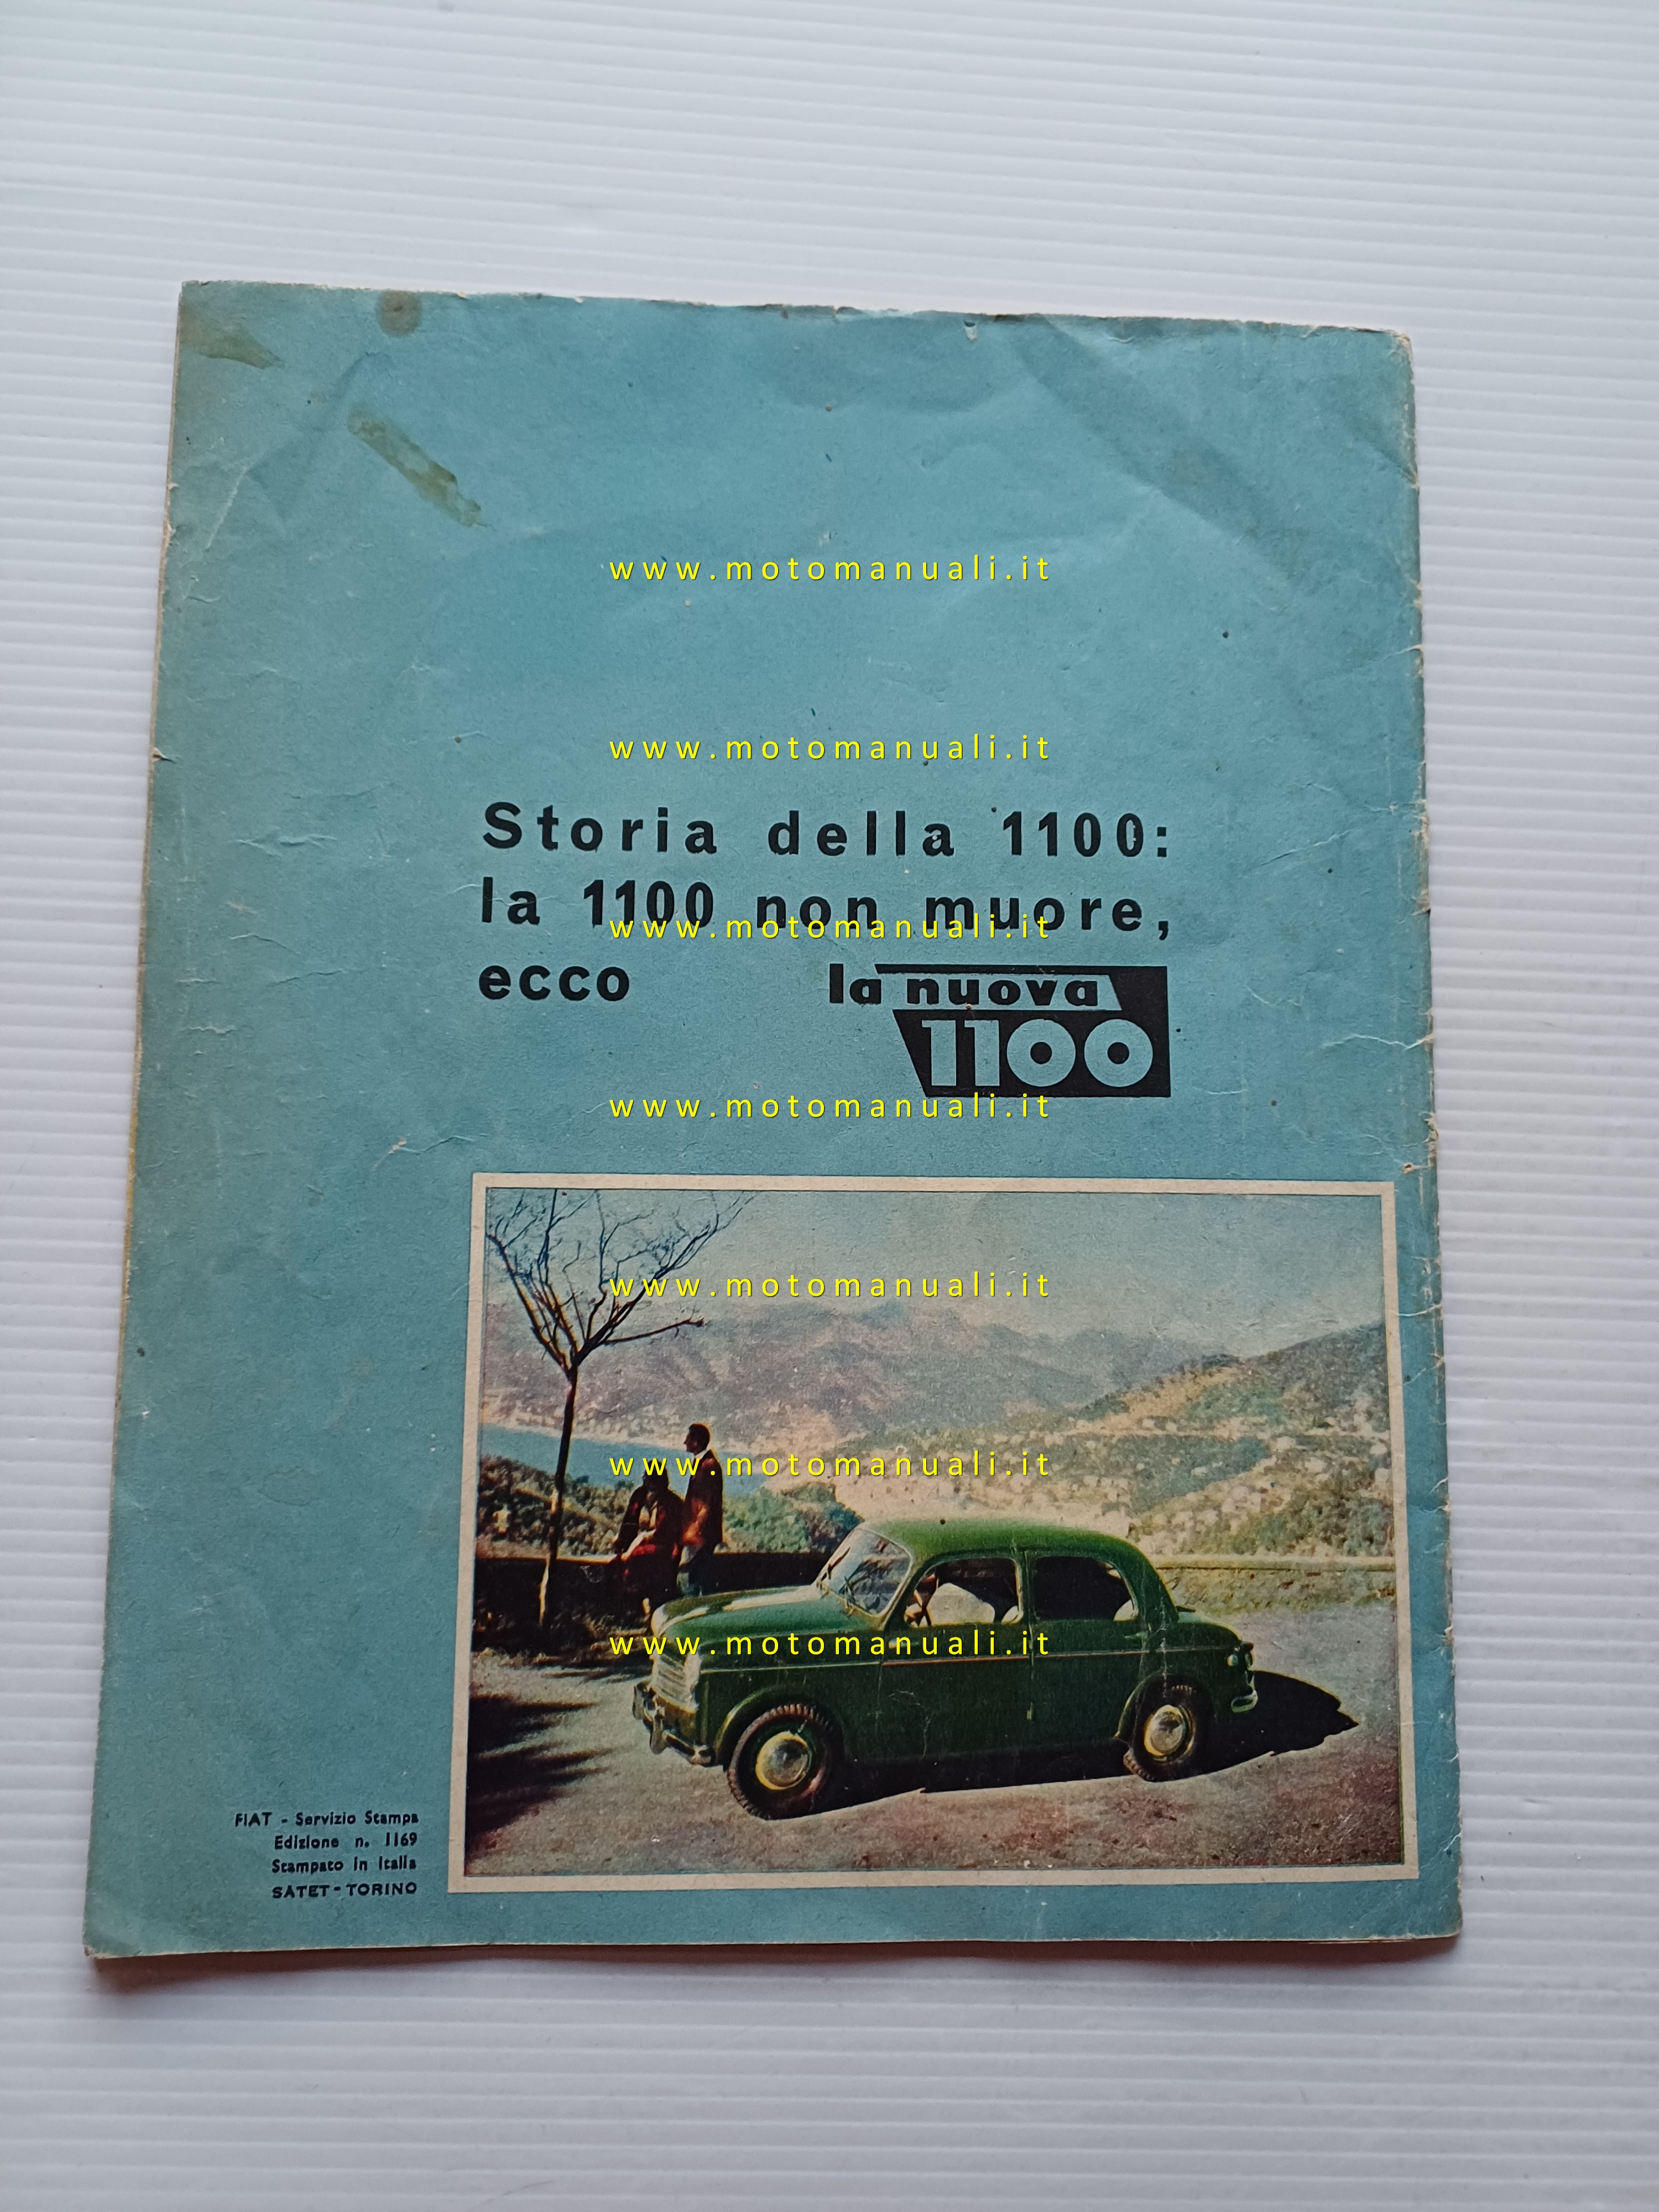 www.motomanuali.it
www.motomanuali.it
Storia della 1100:
la 1100 non muore,
www.motomanuali.it
ecco la nuova
1100
www.motomanuali.it
www.motomanuali.it
www.motomanuali.it
www.motomanuali.it
FIAT - Servizio Stampa
Edizione n. 1169
Stampato in Italia
SATET - TORINO